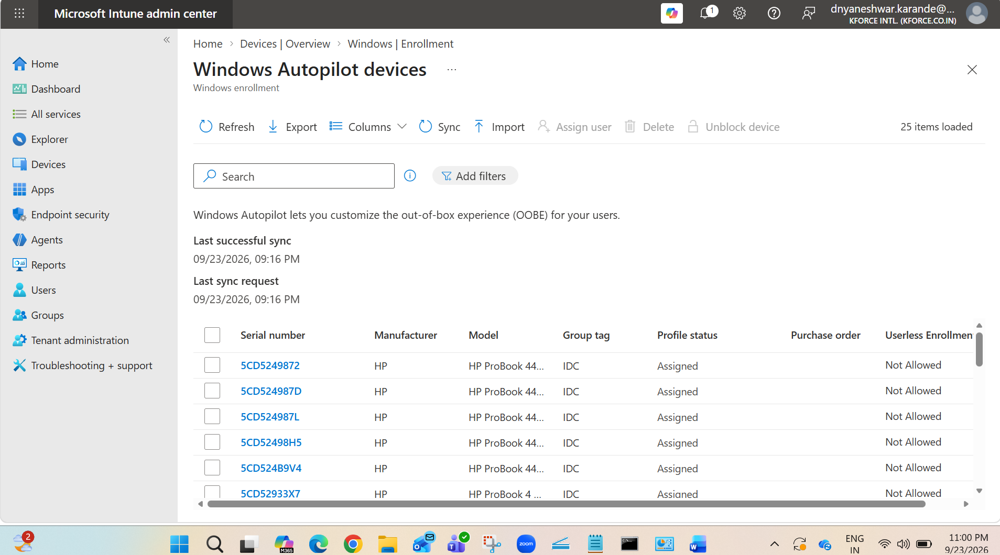 Microsoft Intune admin center
1
dnyaneshwar.karande@...
KFORCE INTL. (KFORCE.CO.IN)
Home
Dashboard
All services
Explorer
Devices
Apps
Endpoint security
Agents
Reports
Users
Groups
Tenant administration
Troubleshooting + support
Home > Devices | Overview > Windows | Enrollment
Windows Autopilot devices ...
Windows enrollment
Refresh Export Columns Sync Import Assign user Delete Unblock device 25 items loaded
Search
Add filters
Windows Autopilot lets you customize the out-of-box experience (OOBE) for your users.
Last successful sync
09/23/2026, 09:16 PM
Last sync request
09/23/2026, 09:16 PM
Serial number Manufacturer Model Group tag Profile status Purchase order Userless Enrollment
5CD5249872 HP HP ProBook 44... IDC Assigned Not Allowed
5CD524987D HP HP ProBook 44... IDC Assigned Not Allowed
5CD524987L HP HP ProBook 44... IDC Assigned Not Allowed
5CD52498H5 HP HP ProBook 44... IDC Assigned Not Allowed
5CD524B9V4 HP HP ProBook 44... IDC Assigned Not Allowed
5CD52933X7 HP HP ProBook 4 ... IDC Assigned Not Allowed
2
M365
zoom
ENG
IN
11:00 PM
9/23/2026